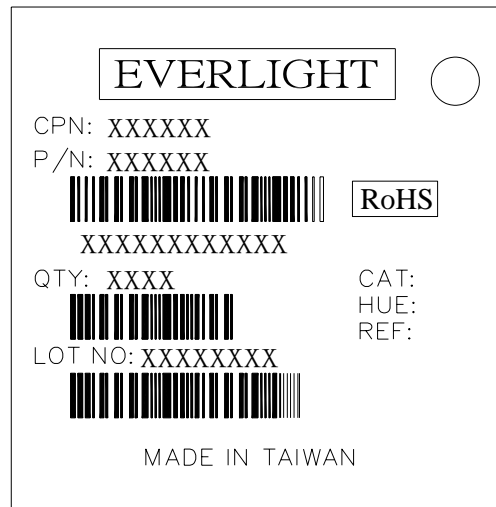 EVERLIGHT
CPN: XXXXXX
P/N: XXXXXX
RoHS
XXXXXXXXXXXX
QTY: XXXX
CAT:
HUE:
REF:
LOT NO: XXXXXXXX
MADE IN TAIWAN